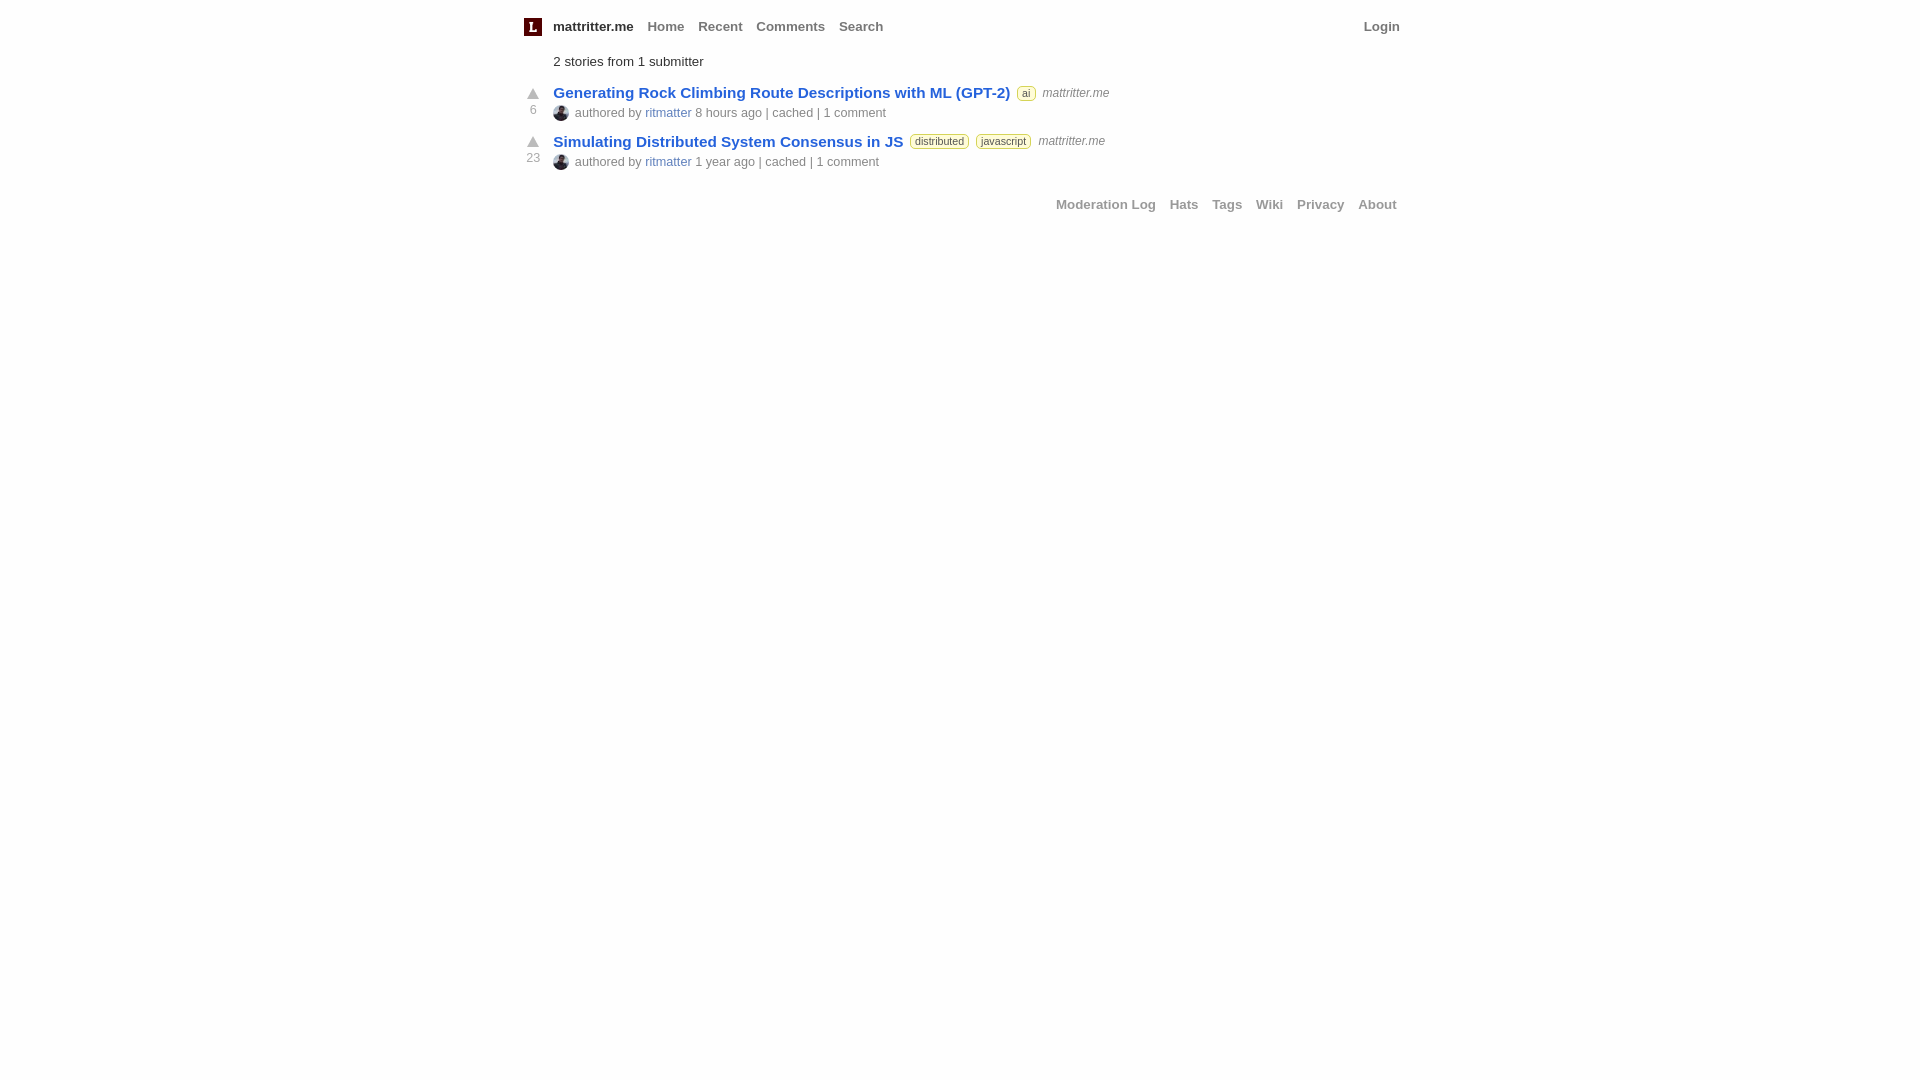 L mattritter.me Home Recent Comments Search Login
2 stories from 1 submitter
Generating Rock Climbing Route Descriptions with ML (GPT-2) ai mattritter.me
6
authored by ritmatter 8 hours ago | cached | 1 comment
Simulating Distributed System Consensus in JS distributed javascript mattritter.me
23
authored by ritmatter 1 year ago | cached | 1 comment
Moderation Log Hats Tags Wiki Privacy About